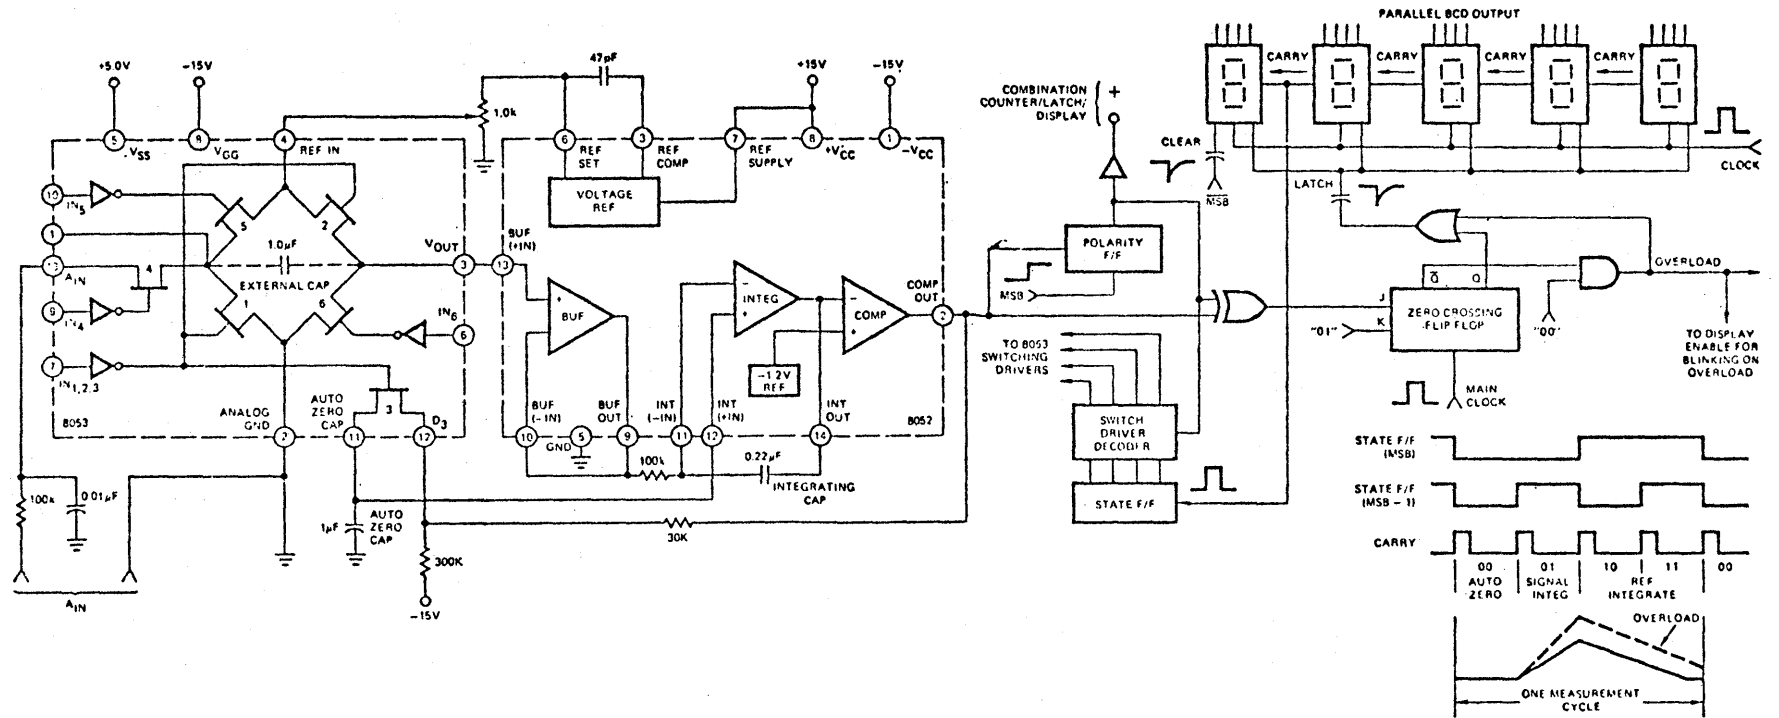 PARALLEL BCD OUTPUT
CARRY
CARRY
CARRY
CARRY
CLOCK
+5.0V
-15V
47pF
+15V
-15V
1.0k
COMBINATION
COUNTER/LATCH/
DISPLAY
+
CLEAR
MSB
LATCH
5
VSS
8
VGG
4
REF IN
6
REF
SET
3
REF
COMP
7
REF
SUPPLY
8
+VCC
1
-VCC
VOLTAGE
REF
10
IN5
1
AIN
9
IN4
7
IN1,2,3
5
2
4
1
6
3
1.0µF
EXTERNAL CAP
VOUT
3
IN6
6
8053
ANALOG
GND
2
AUTO
ZERO
CAP
11
D3
12
BUF
(+IN)
13
BUF
INTEG
COMP
-1.2V
REF
COMP
OUT
2
BUF
(-IN)
10
5
GND
BUF
OUT
9
INT
(-IN)
11
INT
(+IN)
12
INT
OUT
14
8052
100k
0.22µF
INTEGRATING
CAP
100k
0.01µF
AIN
1µF
AUTO
ZERO
CAP
300K
-15V
30K
POLARITY
F/F
MSB
TO 8053
SWITCHING
DRIVERS
SWITCH
DRIVER
DECODER
STATE F/F
Q
Q
J
K
"01"
ZERO CROSSING
FLIP FLOP
"00"
OVERLOAD
TO DISPLAY
ENABLE FOR
BLINKING ON
OVERLOAD
MAIN
CLOCK
STATE F/F
(MSB)
STATE F/F
(MSB - 1)
CARRY
00
01
10
11
00
AUTO
ZERO
SIGNAL
INTEG
REF
INTEGRATE
OVERLOAD
ONE MEASUREMENT
CYCLE